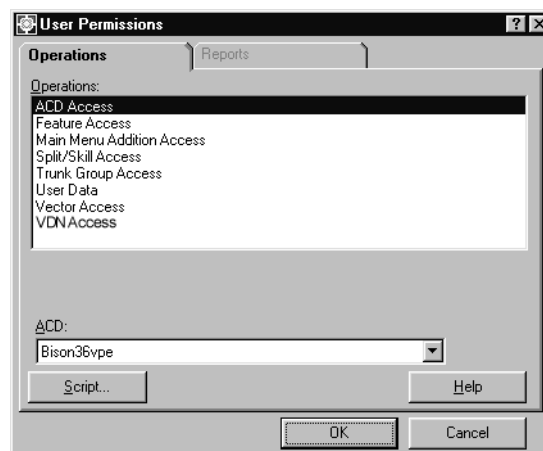 User Permissions
Operations
Reports
Operations:
ACD Access
Feature Access
Main Menu Addition Access
Split/Skill Access
Trunk Group Access
User Data
Vector Access
VDN Access
ACD:
Bison36vpe
Script...
Help
OK
Cancel